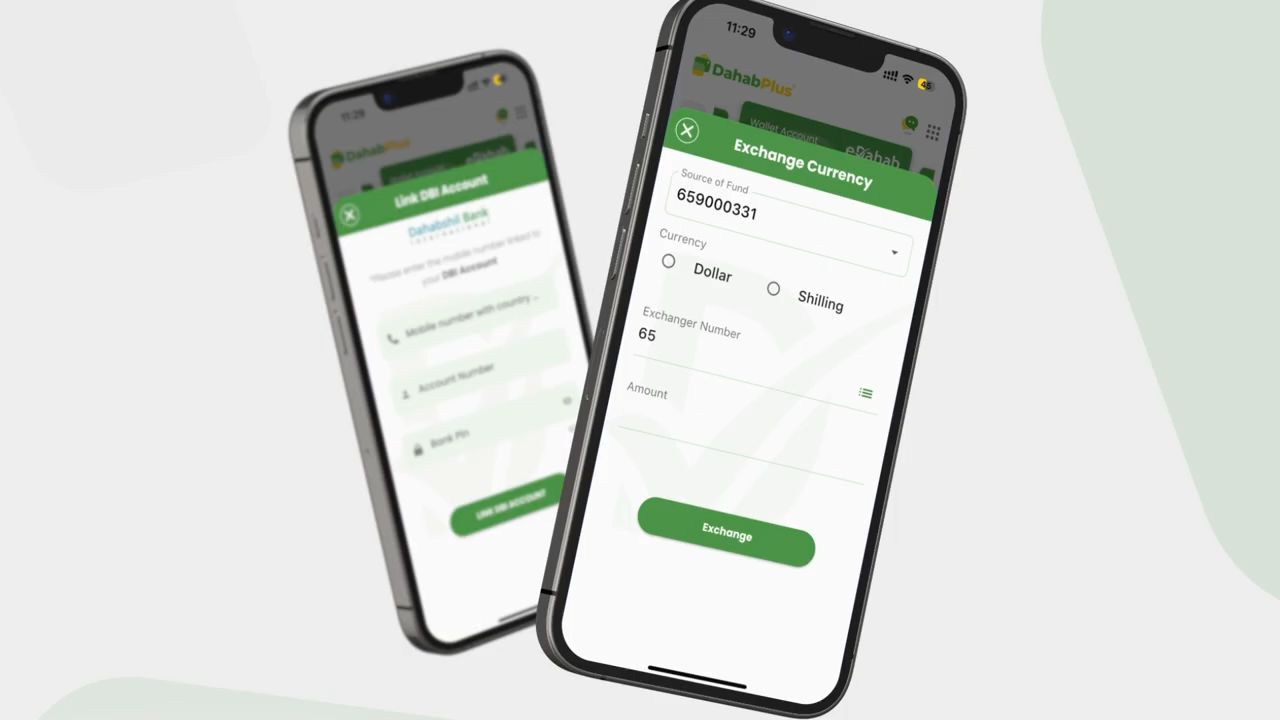 11:29
DahabPlus
Link DBI Account
Dahabshil Bank
International
*Please enter the mobile number linked to
your DBI Account
Mobile number with country ..
Account Number
Bank Pin
LINK DBI ACCOUNT
11:29
45
DahabPlus
Wallet Account
eDahab
Exchange Currency
Source of Fund
659000331
Currency
Dollar
Shilling
Exchanger Number
65
Amount
Exchange